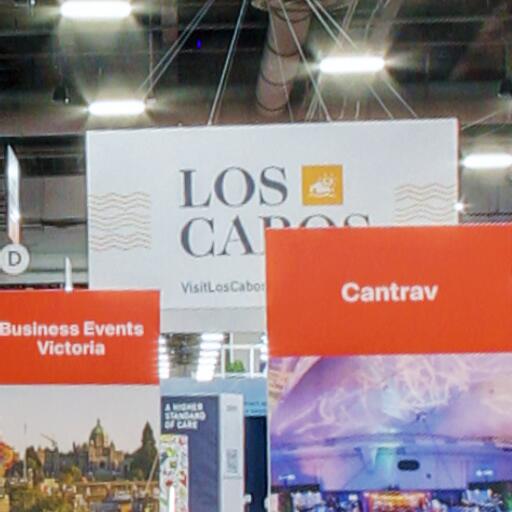 LOS
CABOS
VisitLosCabos
D
Cantrav
Business Events
Victoria
A HIGHER
STANDARD
OF CARE